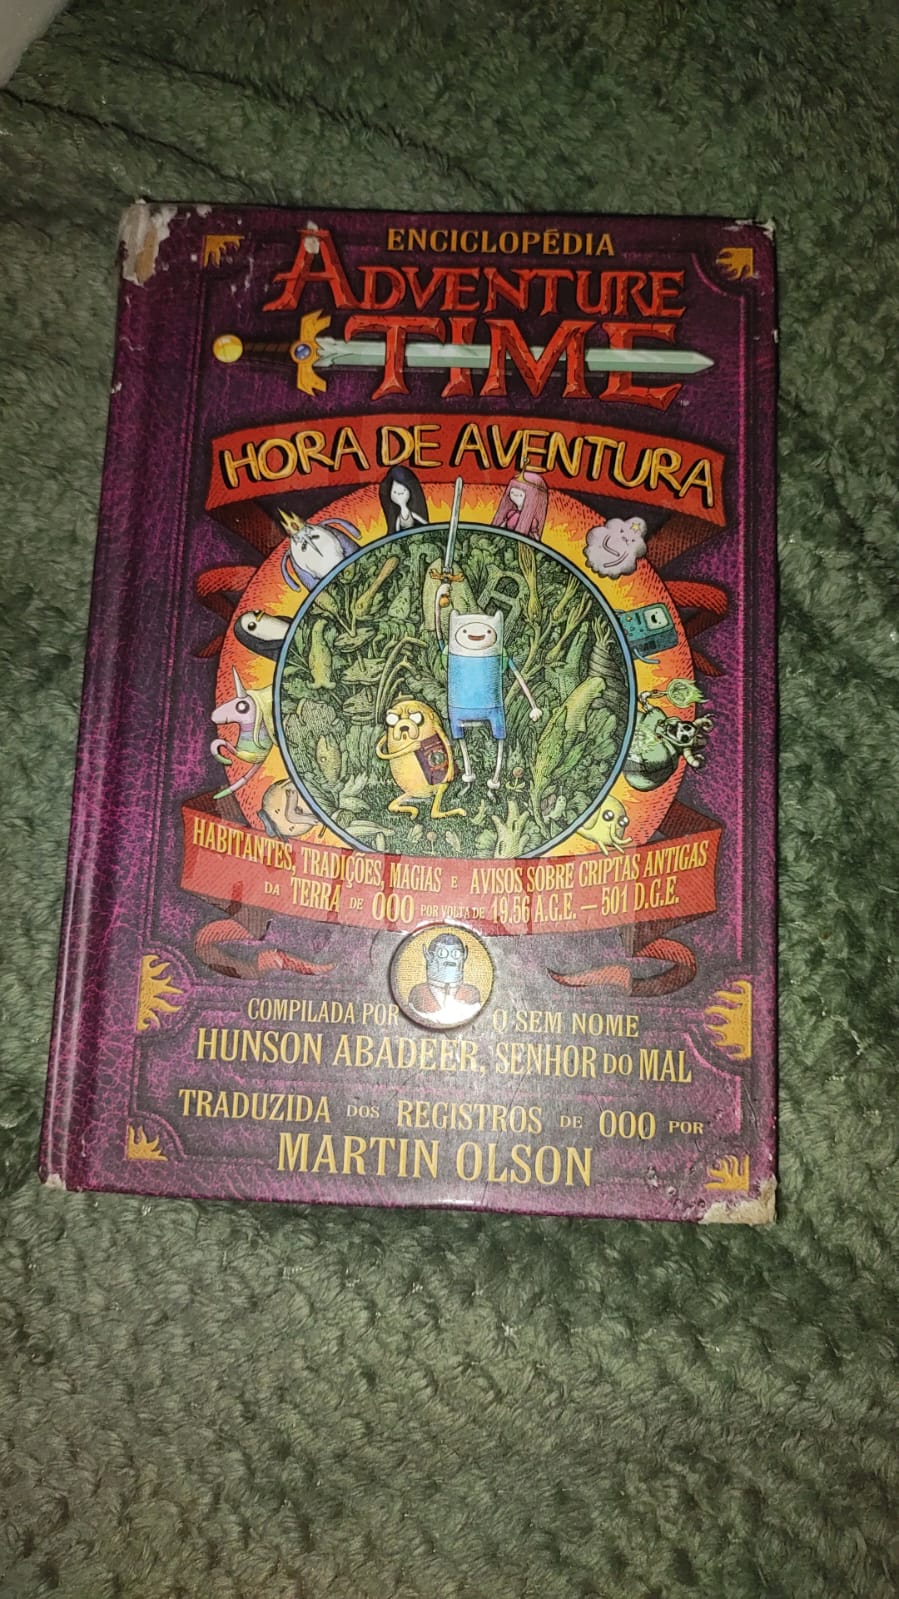 ENCICLOPÉDIA
ADVENTURE
TIME
HORA DE AVENTURA
HABITANTES, TRADIÇÕES, MAGIAS E AVISOS SOBRE CRIPTAS ANTIGAS
DA TERRA DE OOO POR VOLTA DE 19.56 A.G.E. – 501 D.G.E.
COMPILADA POR O SEM NOME
HUNSON ABADEER, SENHOR DO MAL
TRADUZIDA DOS REGISTROS DE OOO POR
MARTIN OLSON